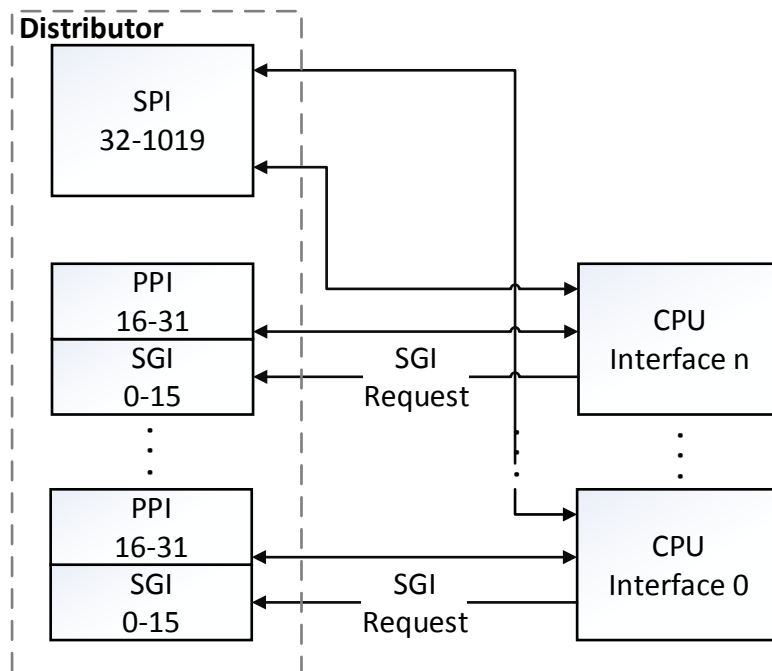 Distributor
SPI
32-1019
PPI
16-31
SGI
0-15
SGI
Request
CPU
Interface n
PPI
16-31
SGI
0-15
SGI
Request
CPU
Interface 0